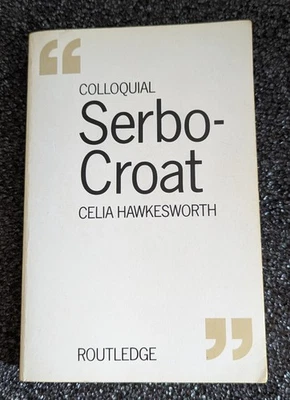 “
COLLOQUIAL
Serbo-
Croat
CELIA HAWKESWORTH
”
ROUTLEDGE